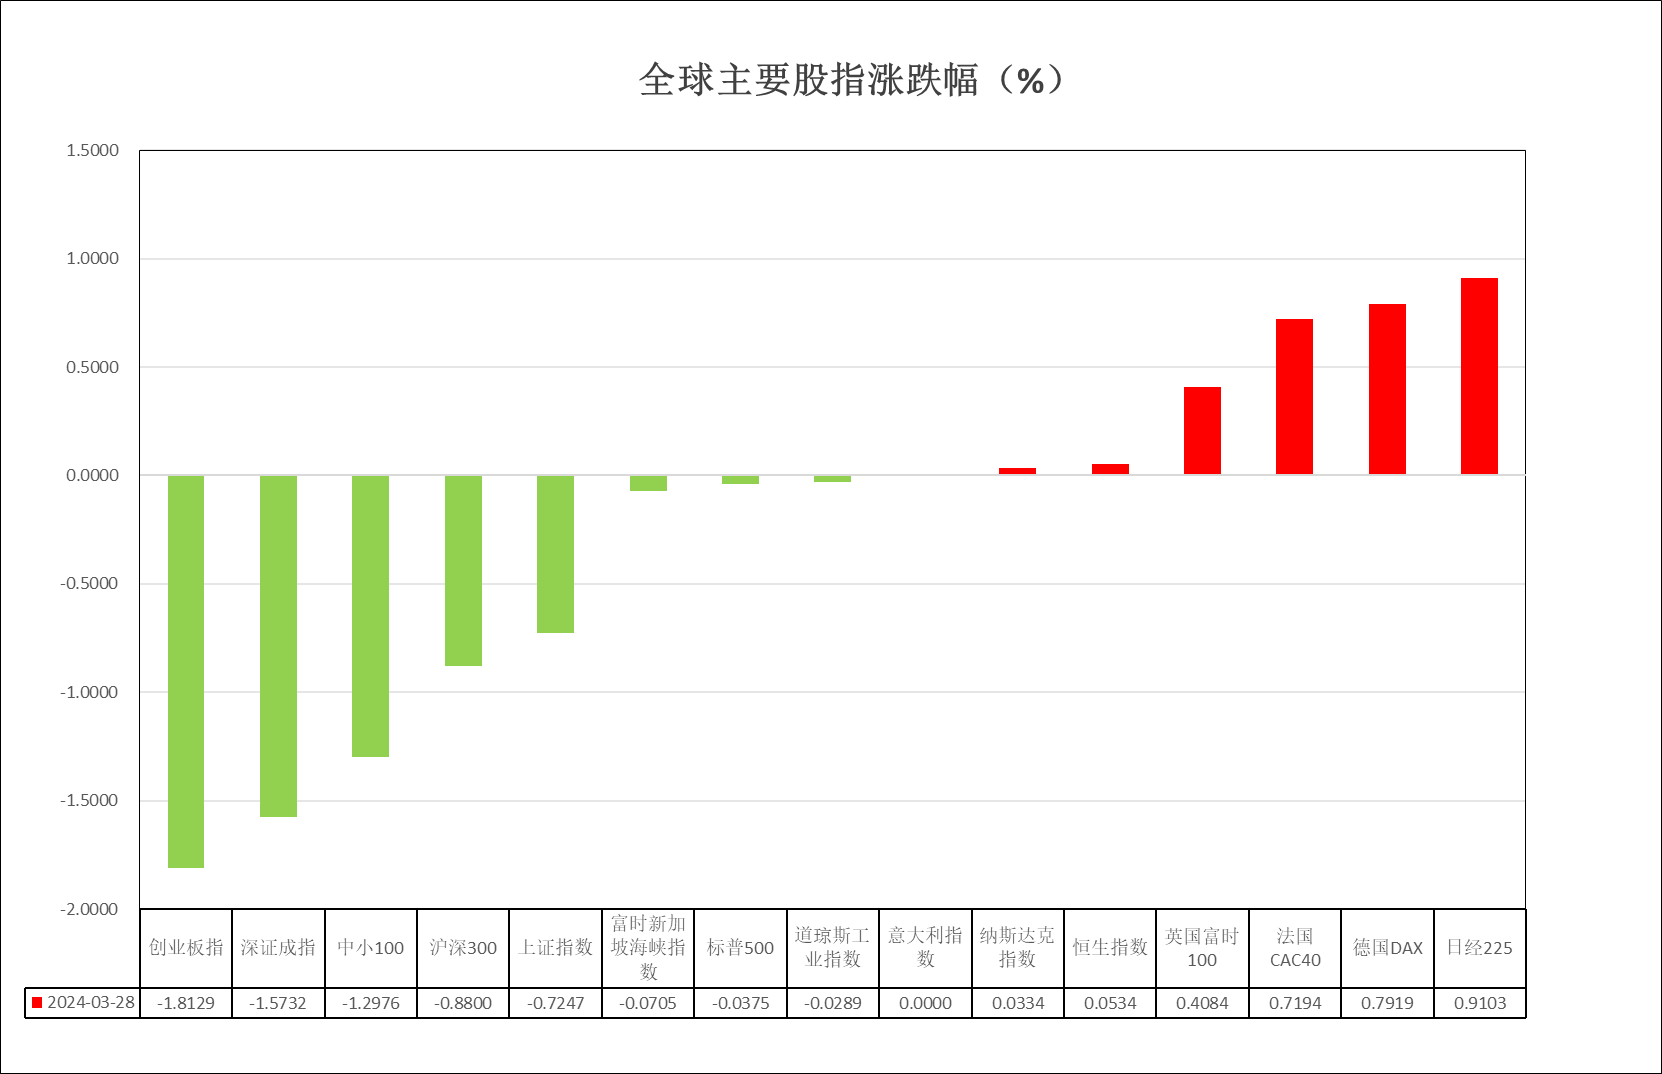 全球主要股指涨跌幅（%）
1.5000
1.0000
0.5000
0.0000
-0.5000
-1.0000
-1.5000
-2.0000
创业板指
深证成指
中小100
沪深300
上证指数
富时新加
坡海峡指
数
标普500
道琼斯工
业指数
意大利指
数
纳斯达克
指数
恒生指数
英国富时
100
法国
CAC40
德国DAX
日经225
2024-03-28 -1.8129 -1.5732 -1.2976 -0.8800 -0.7247 -0.0705 -0.0375 -0.0289 0.0000 0.0334 0.0534 0.4084 0.7194 0.7919 0.9103